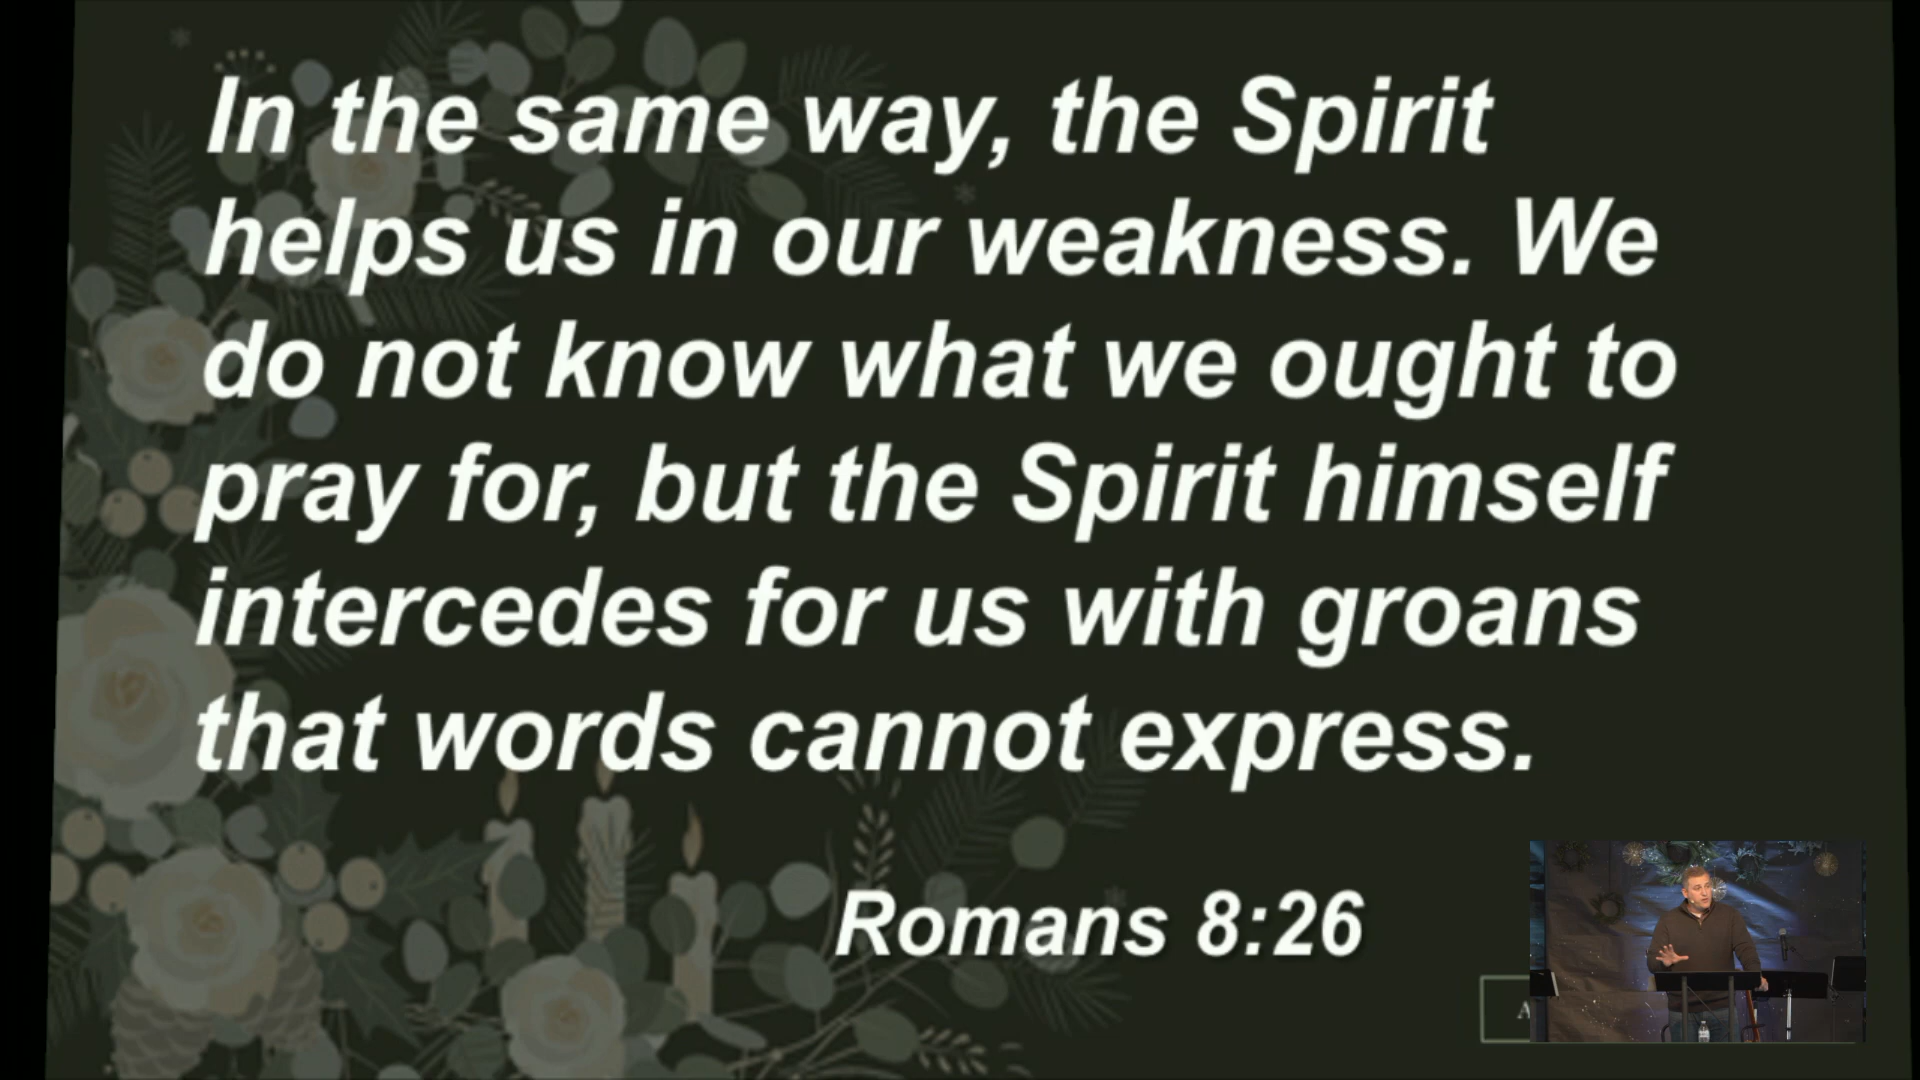 In the same way, the Spirit
helps us in our weakness. We
do not know what we ought to
pray for, but the Spirit himself
intercedes for us with groans
that words cannot express.
Romans 8:26
A